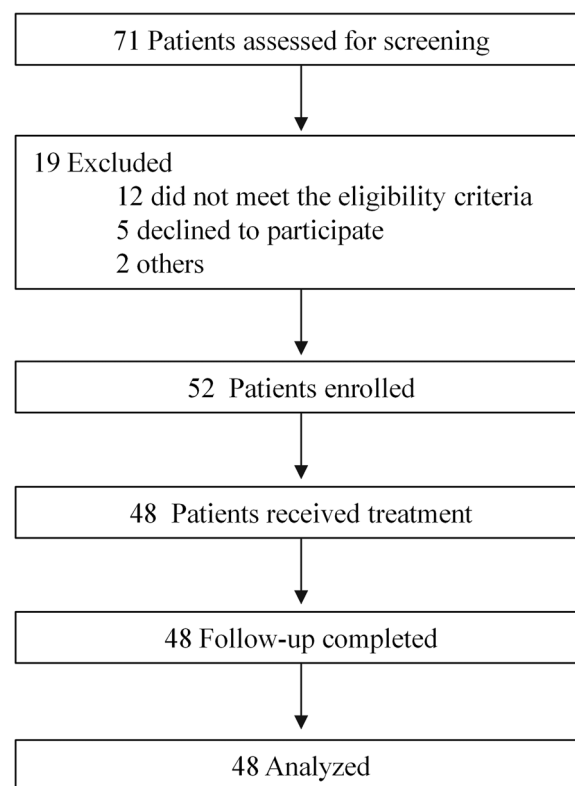 71 Patients assessed for screening
19 Excluded
12 did not meet the eligibility criteria
5 declined to participate
2 others
52 Patients enrolled
48 Patients received treatment
48 Follow-up completed
48 Analyzed